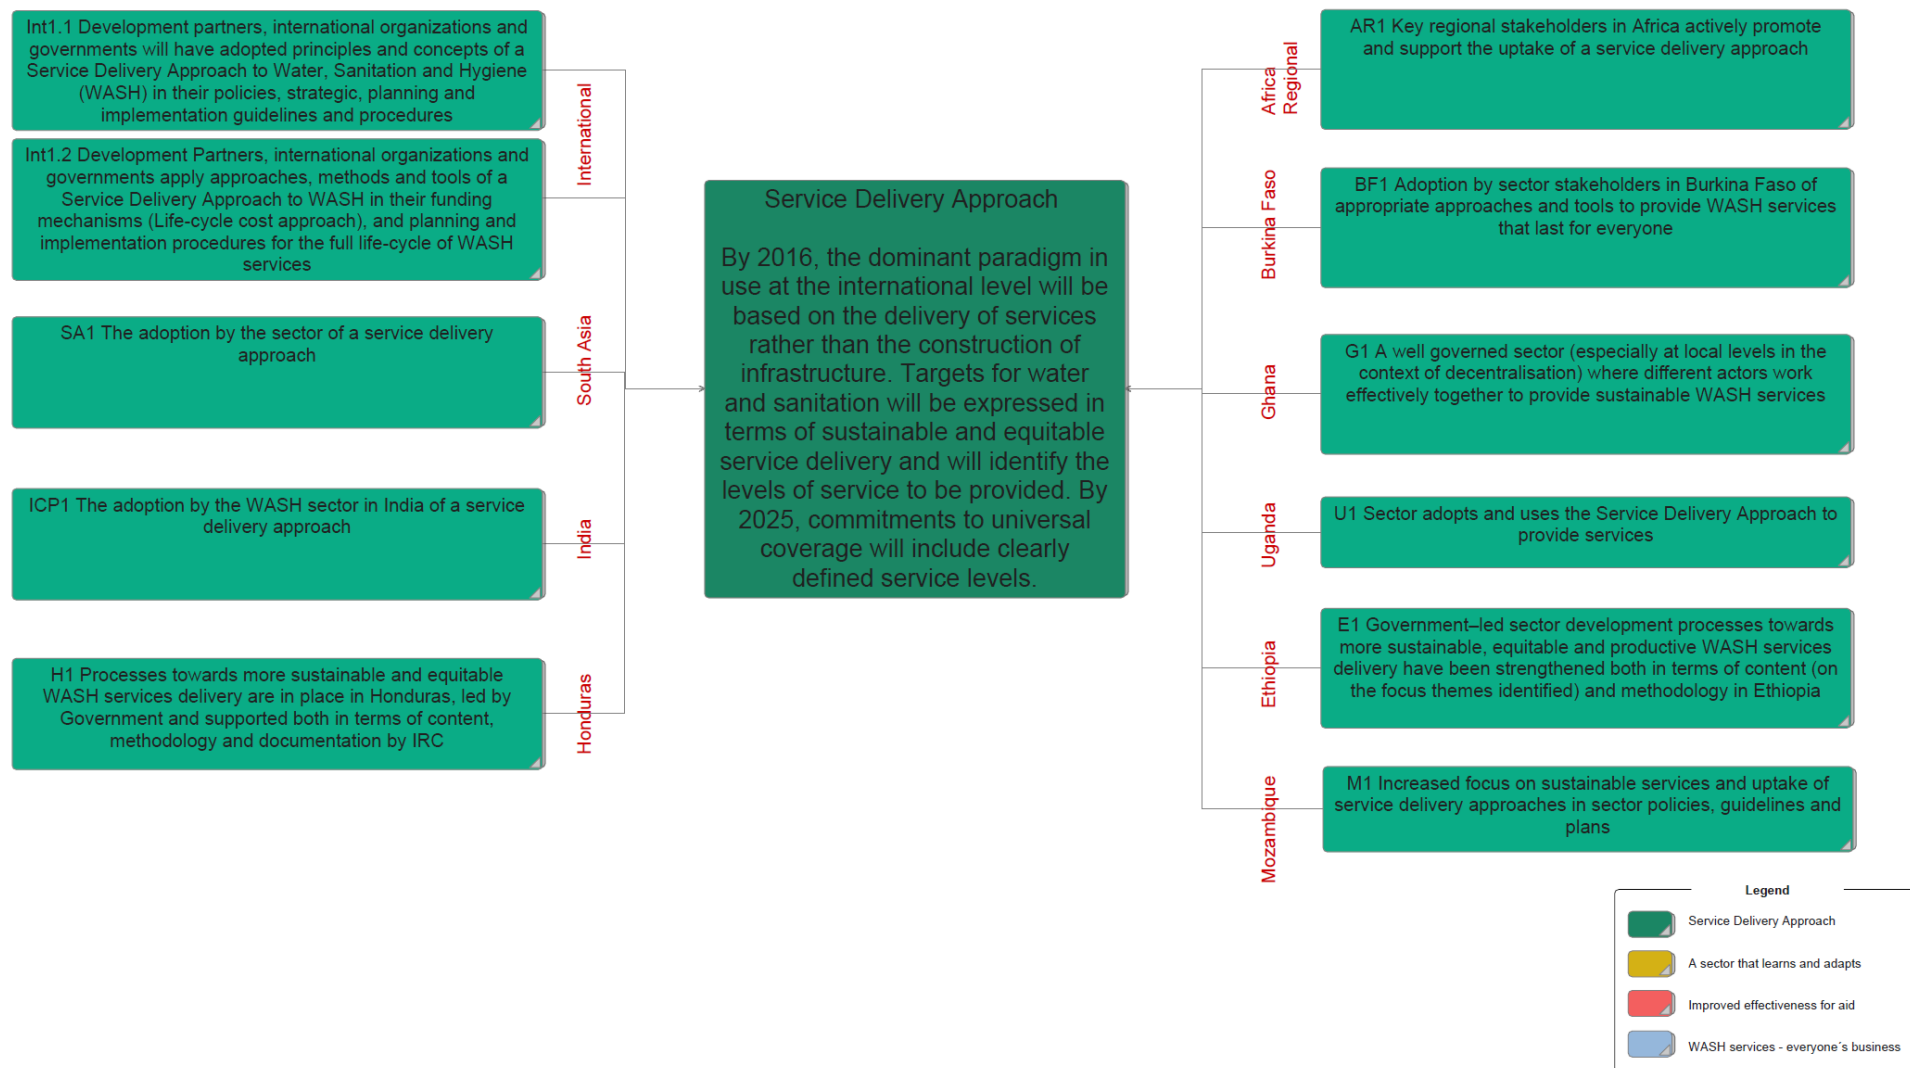 Int1.1 Development partners, international organizations and
governments will have adopted principles and concepts of a
Service Delivery Approach to Water, Sanitation and Hygiene
(WASH) in their policies, strategic, planning and
implementation guidelines and procedures
International
Int1.2 Development Partners, international organizations and
governments apply approaches, methods and tools of a
Service Delivery Approach to WASH in their funding
mechanisms (Life-cycle cost approach), and planning and
implementation procedures for the full life-cycle of WASH
services
SA1 The adoption by the sector of a service delivery
approach
South Asia
ICP1 The adoption by the WASH sector in India of a service
delivery approach
India
H1 Processes towards more sustainable and equitable
WASH services delivery are in place in Honduras, led by
Government and supported both in terms of content,
methodology and documentation by IRC
Honduras
Service Delivery Approach
By 2016, the dominant paradigm in
use at the international level will be
based on the delivery of services
rather than the construction of
infrastructure. Targets for water
and sanitation will be expressed in
terms of sustainable and equitable
service delivery and will identify the
levels of service to be provided. By
2025, commitments to universal
coverage will include clearly
defined service levels.
Africa
Regional
AR1 Key regional stakeholders in Africa actively promote
and support the uptake of a service delivery approach
Burkina Faso
BF1 Adoption by sector stakeholders in Burkina Faso of
appropriate approaches and tools to provide WASH services
that last for everyone
Ghana
G1 A well governed sector (especially at local levels in the
context of decentralisation) where different actors work
effectively together to provide sustainable WASH services
Uganda
U1 Sector adopts and uses the Service Delivery Approach to
provide services
Ethiopia
E1 Government–led sector development processes towards
more sustainable, equitable and productive WASH services
delivery have been strengthened both in terms of content (on
the focus themes identified) and methodology in Ethiopia
Mozambique
M1 Increased focus on sustainable services and uptake of
service delivery approaches in sector policies, guidelines and
plans
Legend
Service Delivery Approach
A sector that learns and adapts
Improved effectiveness for aid
WASH services - everyone´s business